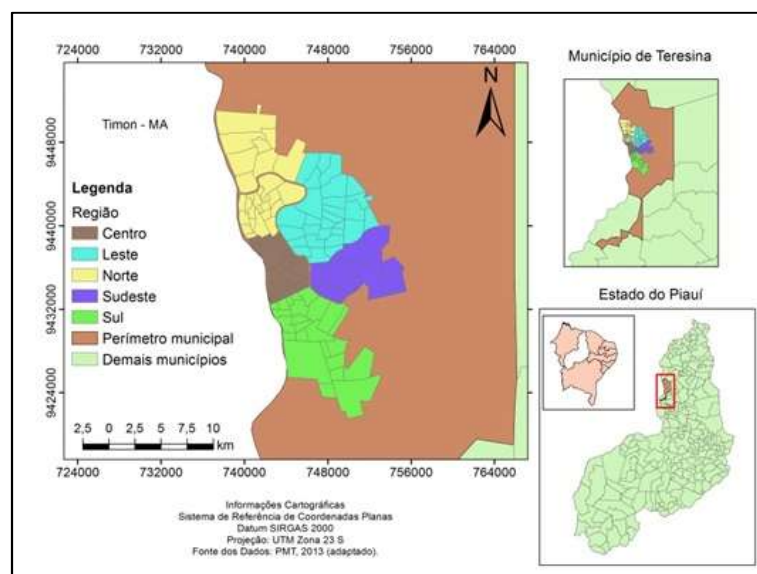 724000 732000 740000 748000 756000 764000
Município de Teresina
N
Timon - MA
9448000
9440000
9432000
9424000
Legenda
Região
Centro
Leste
Norte
Sudeste
Sul
Perímetro municipal
Demais municípios
Estado do Piauí
2,5 0 2,5 5 7,5 10
km
724000 732000 740000 748000 756000 764000
Informações Cartográficas
Sistema de Referência de Coordenadas Planas
Datum SIRGAS 2000
Projeção: UTM Zona 23 S
Fonte dos Dados: PMT, 2013 (adaptado).